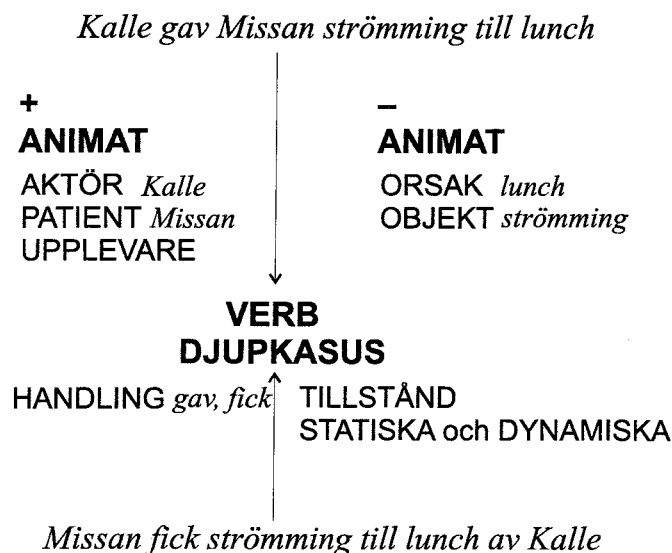 Kalle gav Missan strömming till lunch
+
ANIMAT
AKTÖR Kalle
PATIENT Missan
UPPLEVARE
–
ANIMAT
ORSAK lunch
OBJEKT strömming
VERB
DJUPKASUS
HANDLING gav, fick
TILLSTÅND
STATISKA och DYNAMISKA
Missan fick strömming till lunch av Kalle